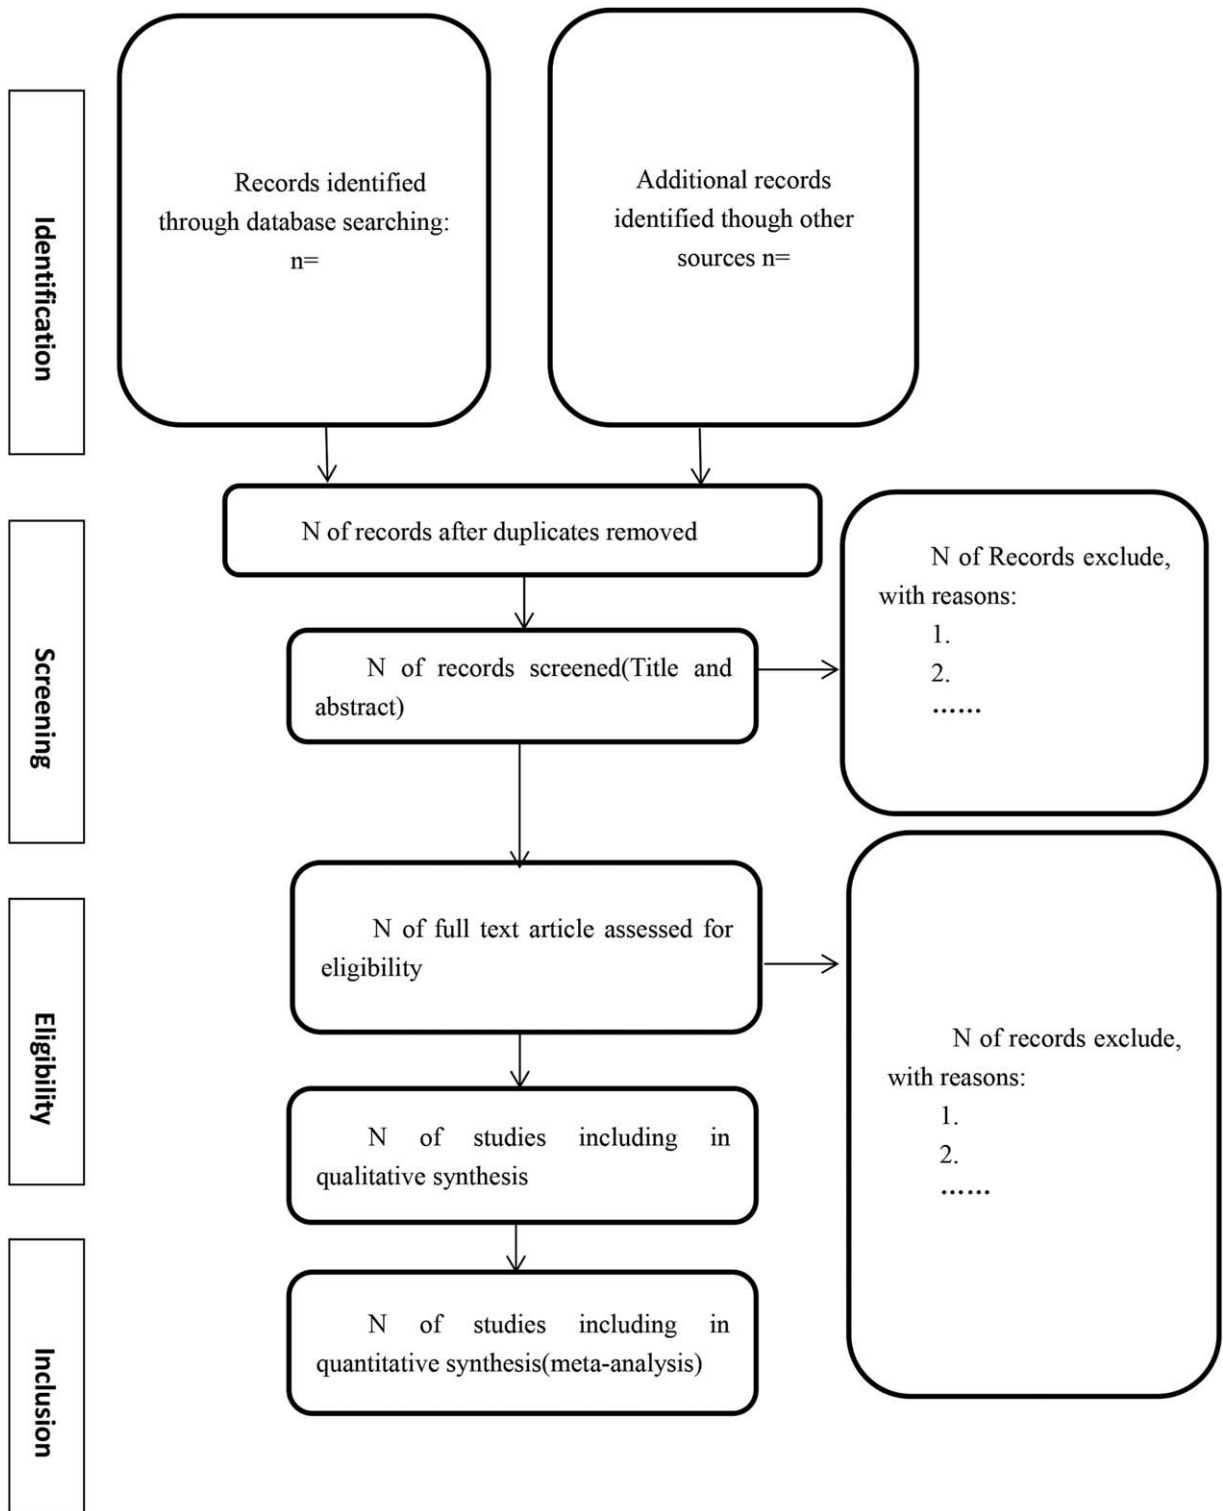 Identification
Records identified
through database searching:
n=
Additional records
identified though other
sources n=
N of records after duplicates removed
Screening
N of records screened(Title and
abstract)
N of Records exclude,
with reasons:
1.
2.
……
Eligibility
N of full text article assessed for
eligibility
N of records exclude,
with reasons:
1.
2.
……
N of studies including in
qualitative synthesis
Inclusion
N of studies including in
quantitative synthesis(meta-analysis)